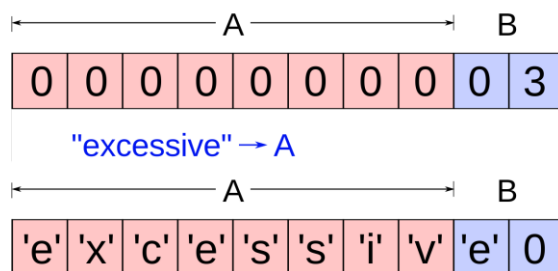 A B
0 0 0 0 0 0 0 0 0 3
"excessive" → A
A B
'e' 'x' 'c' 'e' 's' 's' 'i' 'v' 'e' 0